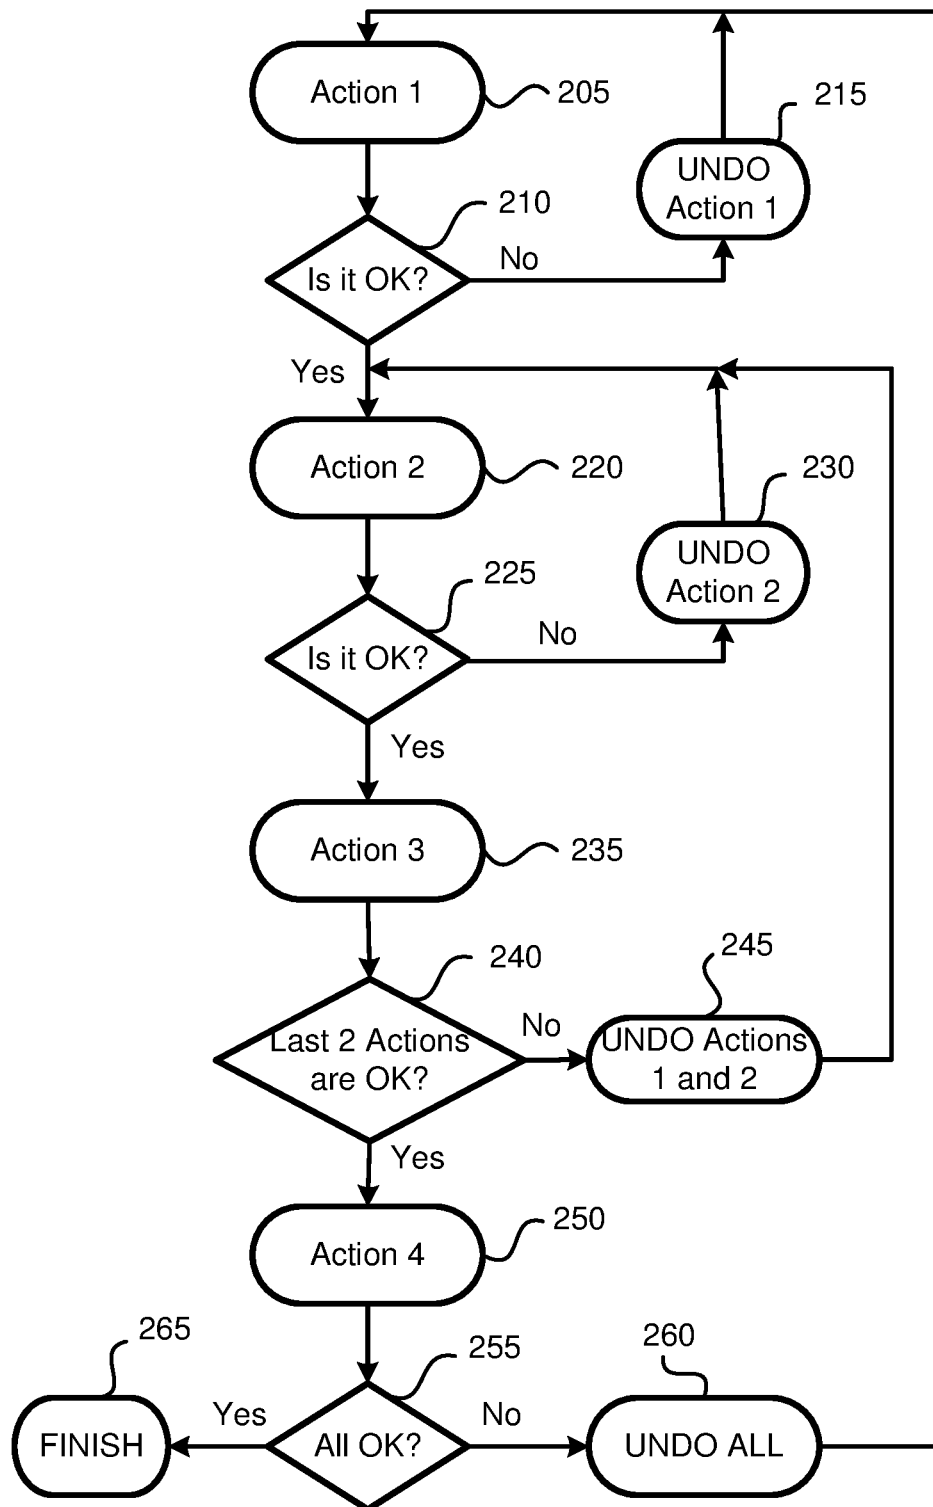 Action 1
205
215
UNDO
Action 1
210
Is it OK?
No
Yes
Action 2
220
230
UNDO
Action 2
225
Is it OK?
No
Yes
Action 3
235
240
245
Last 2 Actions
are OK?
No
UNDO Actions
1 and 2
Yes
Action 4
250
265
255
260
FINISH
Yes
All OK?
No
UNDO ALL